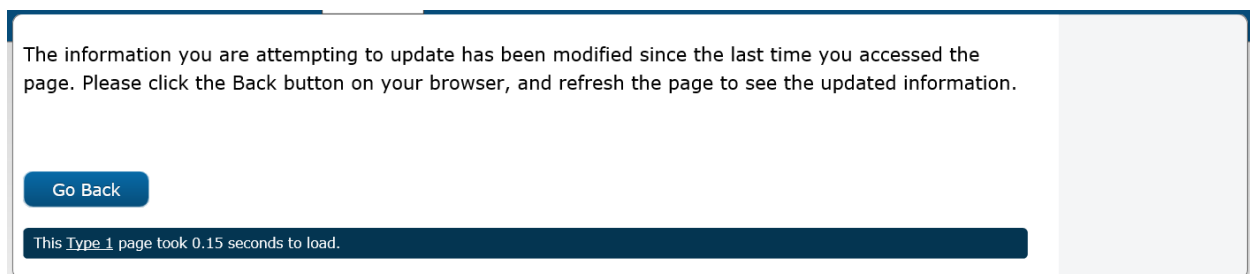 The information you are attempting to update has been modified since the last time you accessed the
page. Please click the Back button on your browser, and refresh the page to see the updated information.
Go Back
This Type 1 page took 0.15 seconds to load.